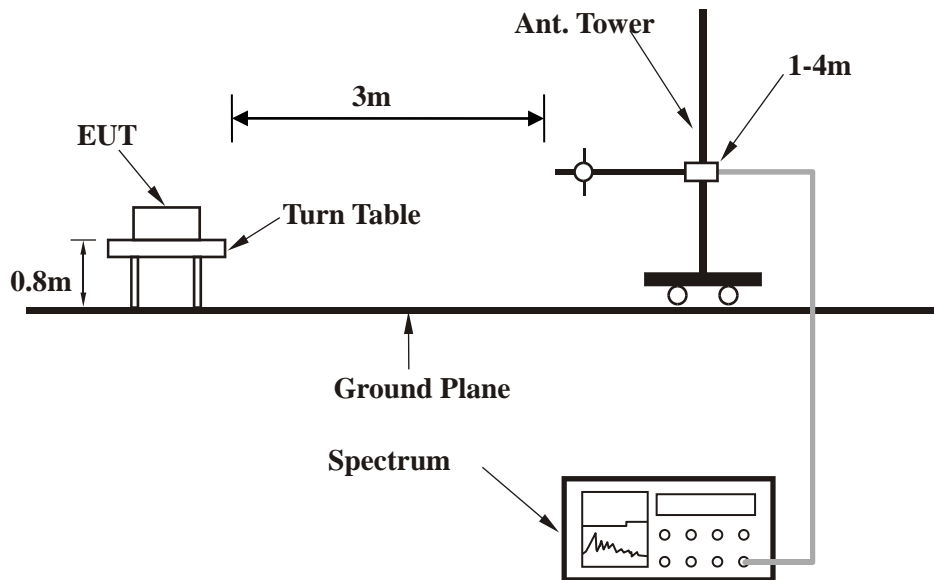 Ant. Tower
1-4m
3m
EUT
Turn Table
0.8m
Ground Plane
Spectrum